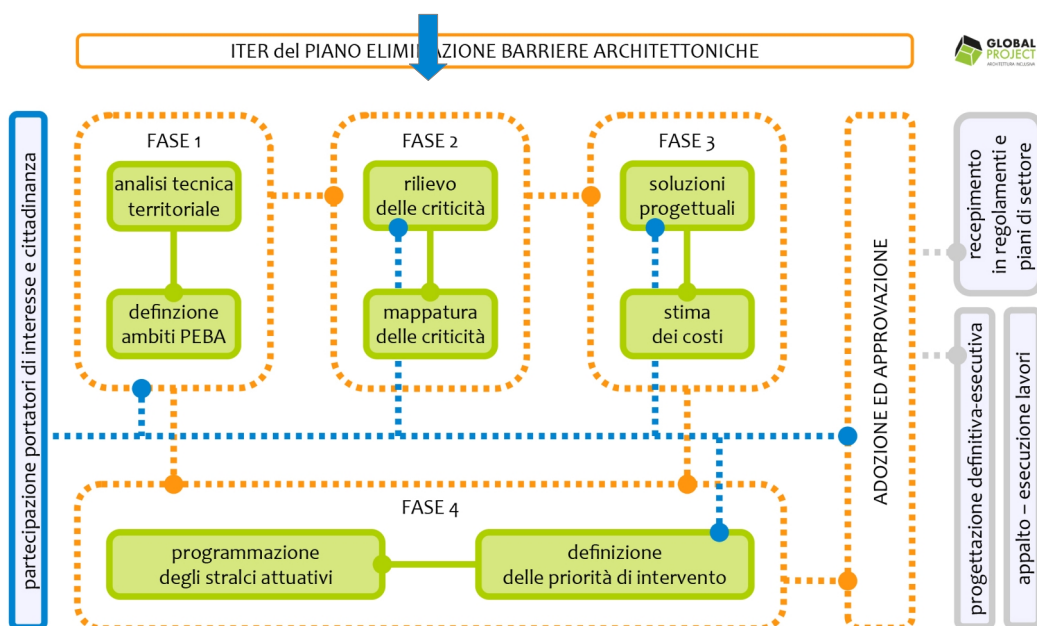 ITER del PIANO ELIMINAZIONE BARRIERE ARCHITETTONICHE
GLOBAL
PROJECT
ARCHITETTURA INCLUSIVA
partecipazione portatori di interesse e cittadinanza
FASE 1
analisi tecnica
territoriale
definzione
ambiti PEBA
FASE 2
rilievo
delle criticità
mappatura
delle criticità
FASE 3
soluzioni
progettuali
stima
dei costi
FASE 4
programmazione
degli stralci attuativi
definizione
delle priorità di intervento
ADOZIONE ED APPROVAZIONE
recepimento
in regolamenti e
piani di settore
progettazione definitiva-esecutiva
appalto – esecuzione lavori